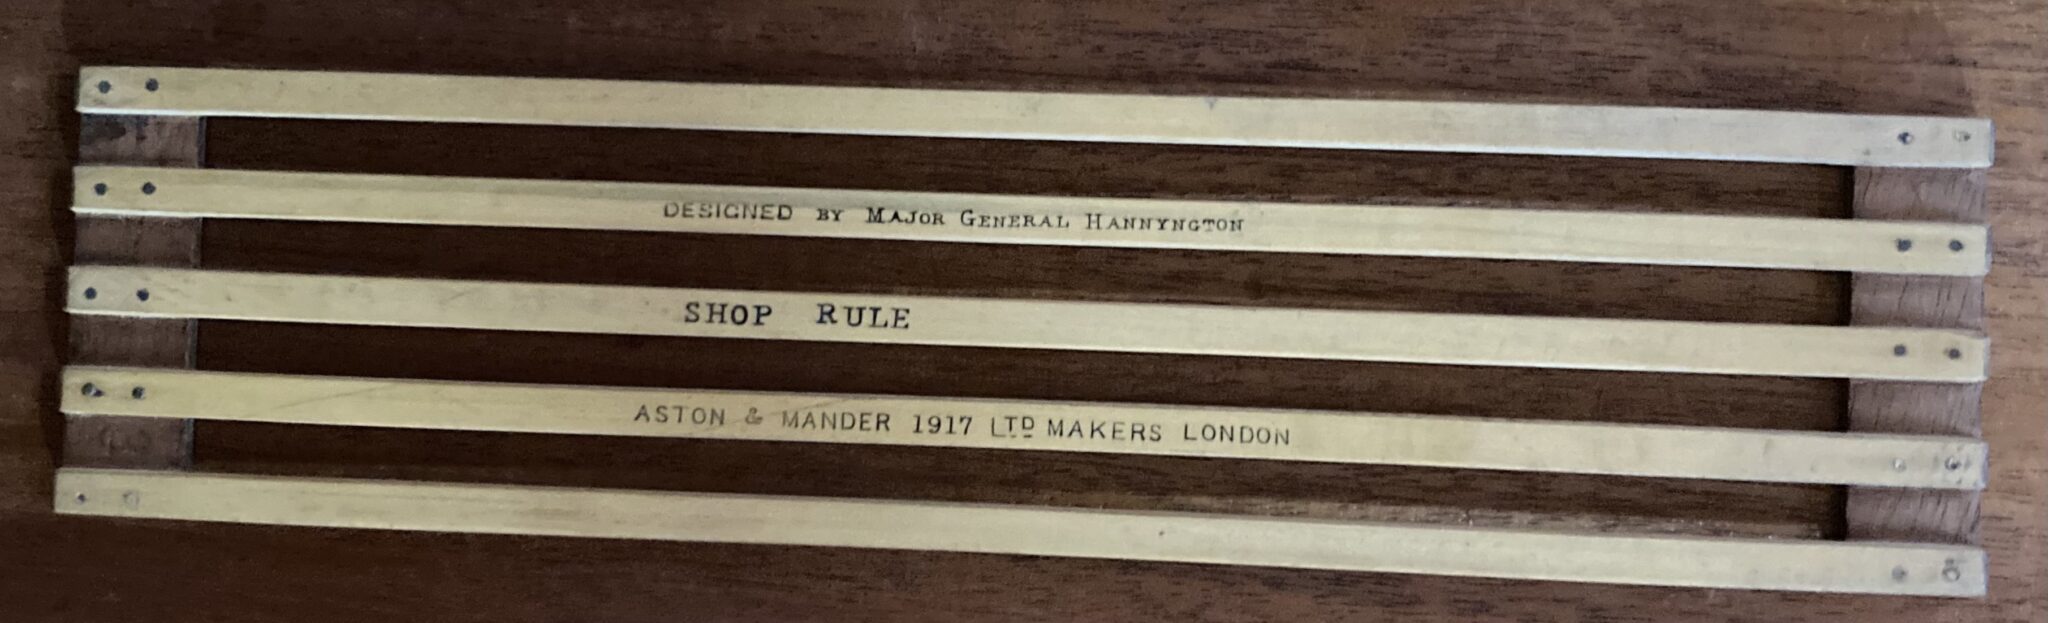 DESIGNED BY MAJOR GENERAL HANNYNGTON
SHOP RULE
ASTON & MANDER 1917 LTD MAKERS LONDON